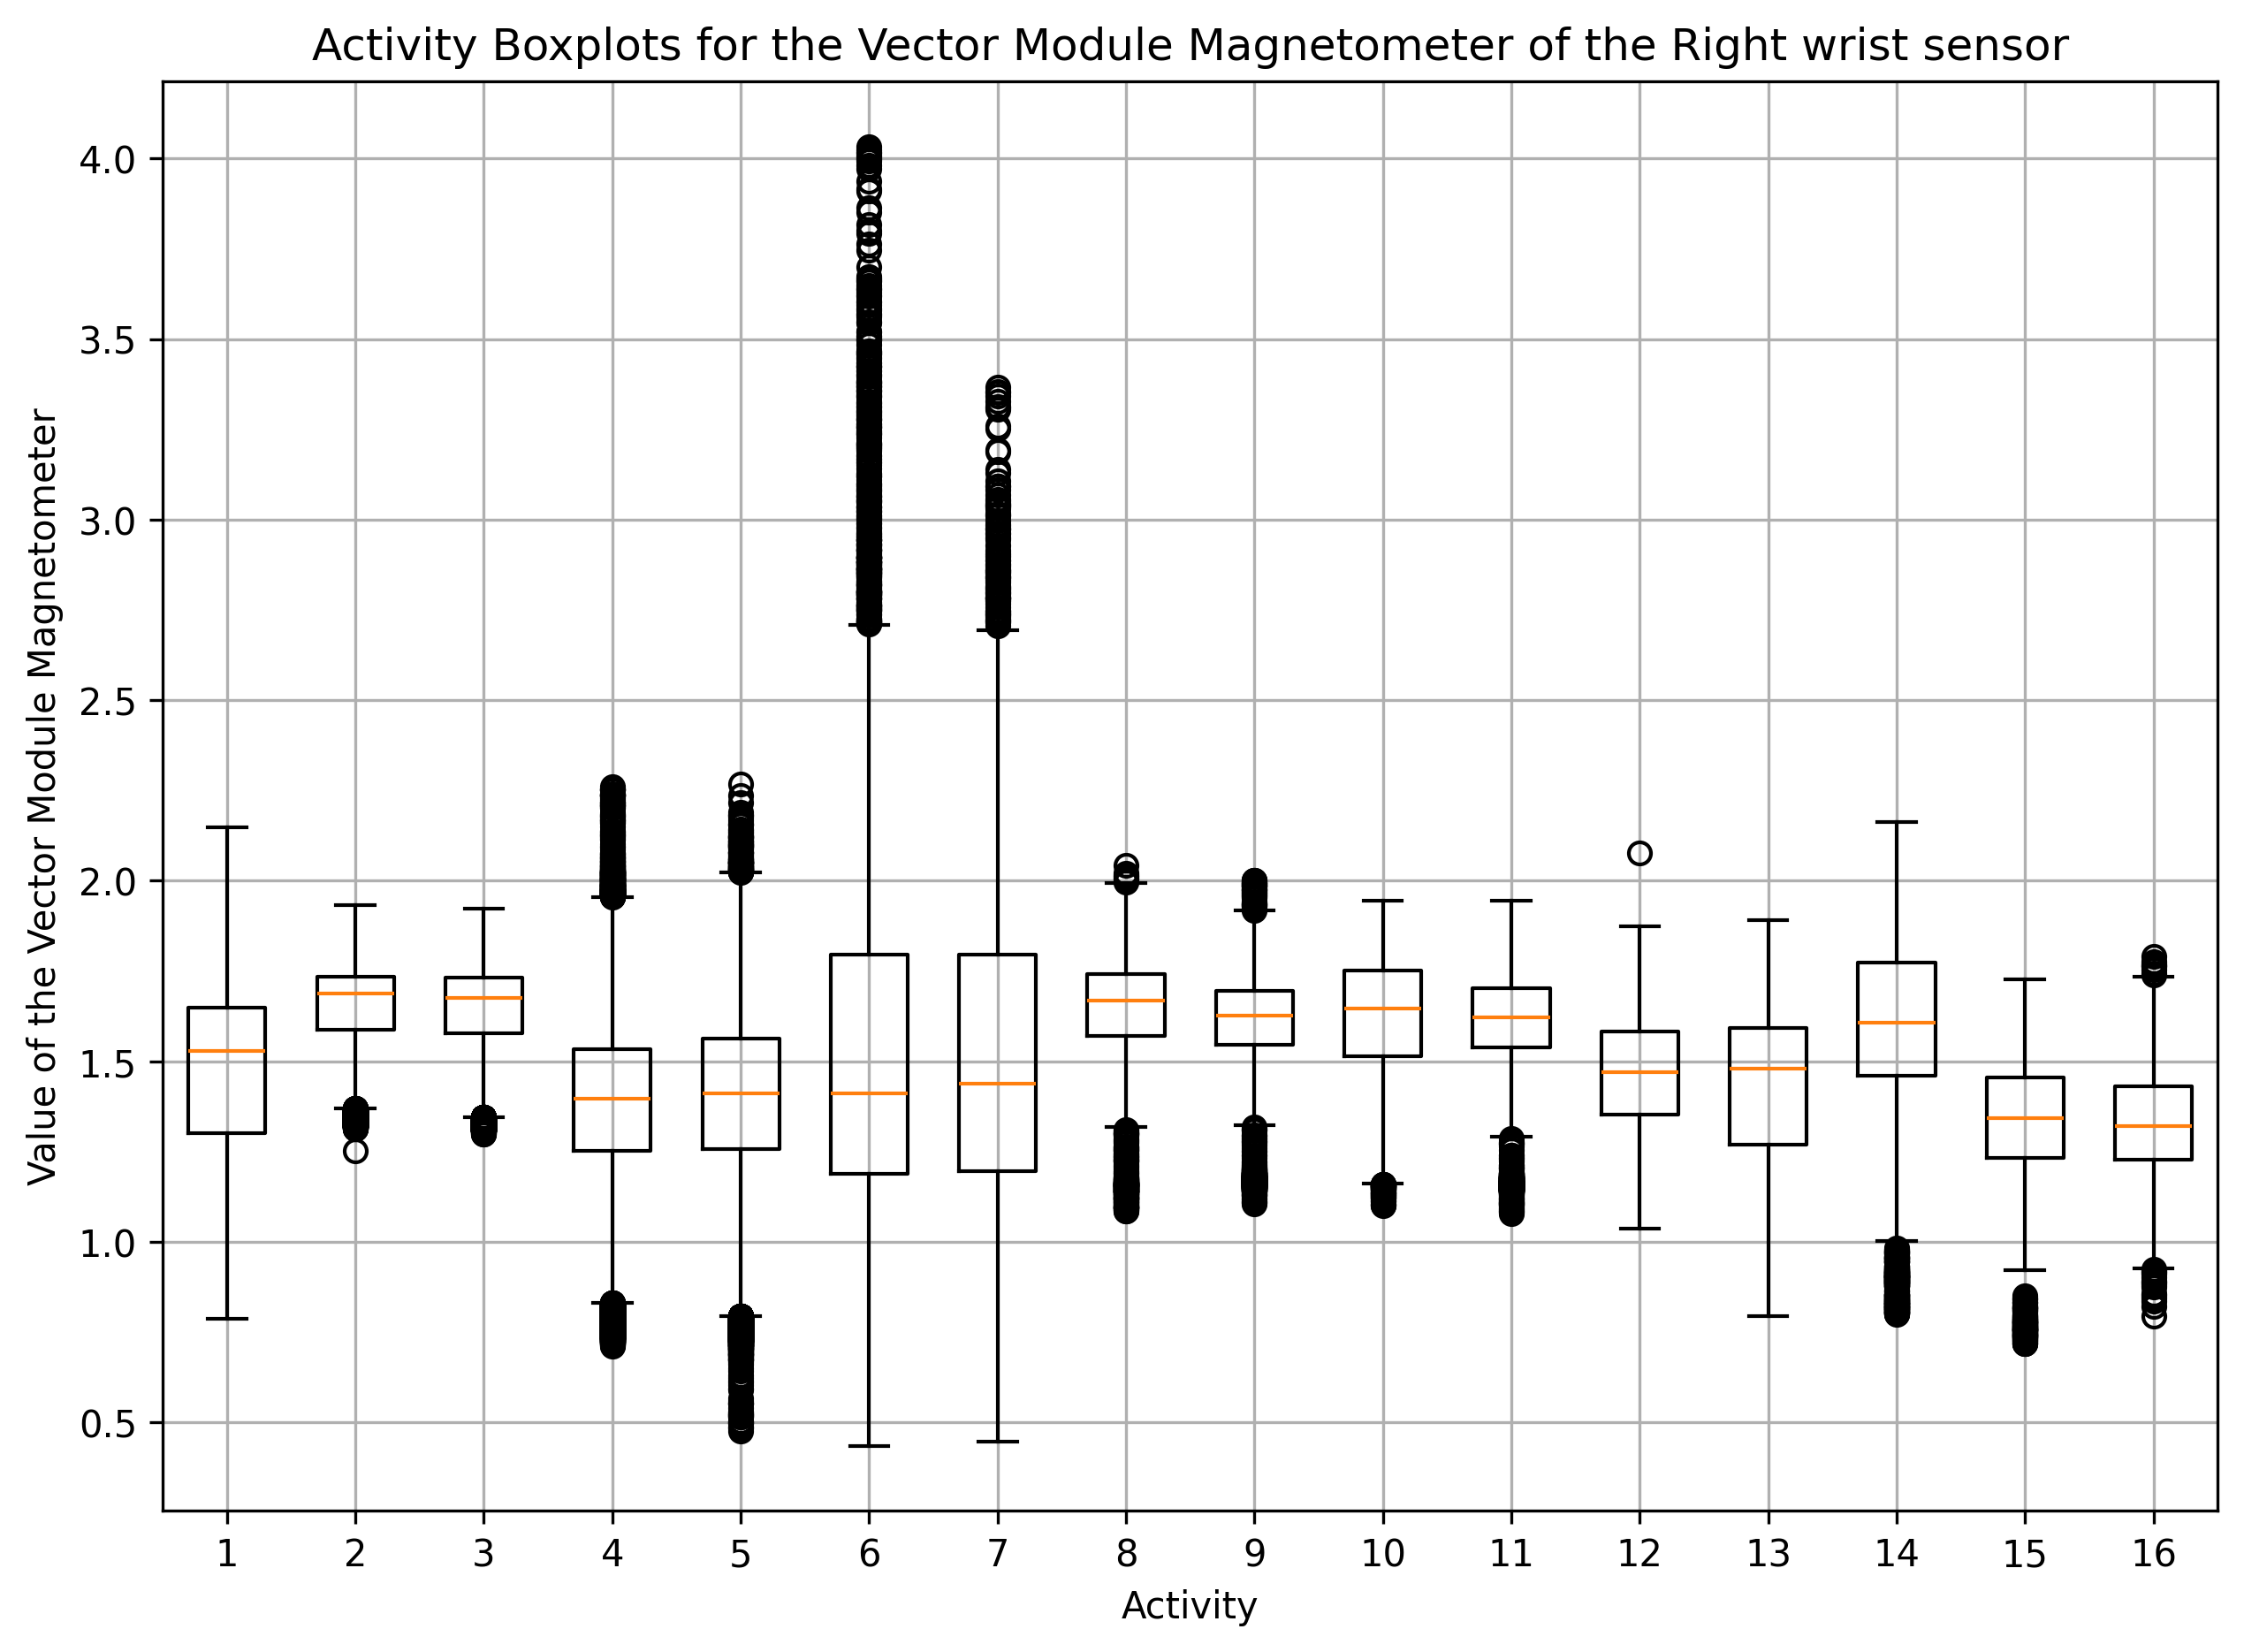 Activity Boxplots for the Vector Module Magnetometer of the Right wrist sensor
Value of the Vector Module Magnetometer
4.0
3.5
3.0
2.5
2.0
1.5
1.0
0.5
1 2 3 4 5 6 7 8 9 10 11 12 13 14 15 16
Activity